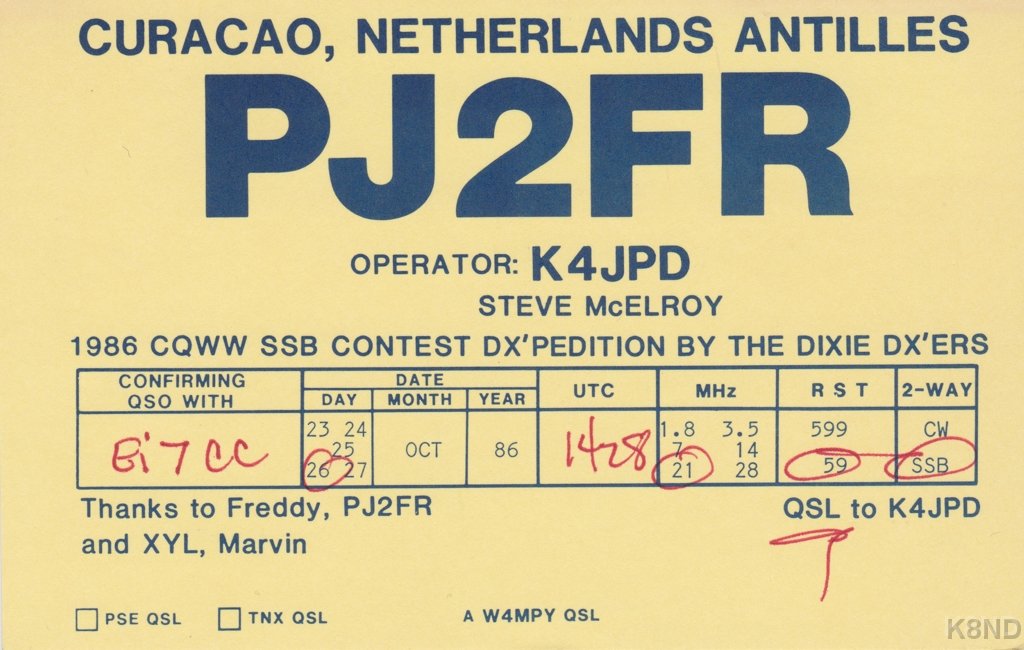 CURACAO, NETHERLANDS ANTILLES
PJ2FR
OPERATOR: K4JPD
STEVE McELROY
1986 CQWW SSB CONTEST DX'PEDITION BY THE DIXIE DX'ERS
CONFIRMING QSO WITH DATE UTC MHz R S T 2-WAY
DAY MONTH YEAR
23 24 1.8 3.5 599 CW
Ei7CC 25 OCT 86 1428 7 14
26 27 21 28 59 SSB
Thanks to Freddy, PJ2FR QSL to K4JPD
and XYL, Marvin
PSE QSL TNX QSL A W4MPY QSL
K8ND